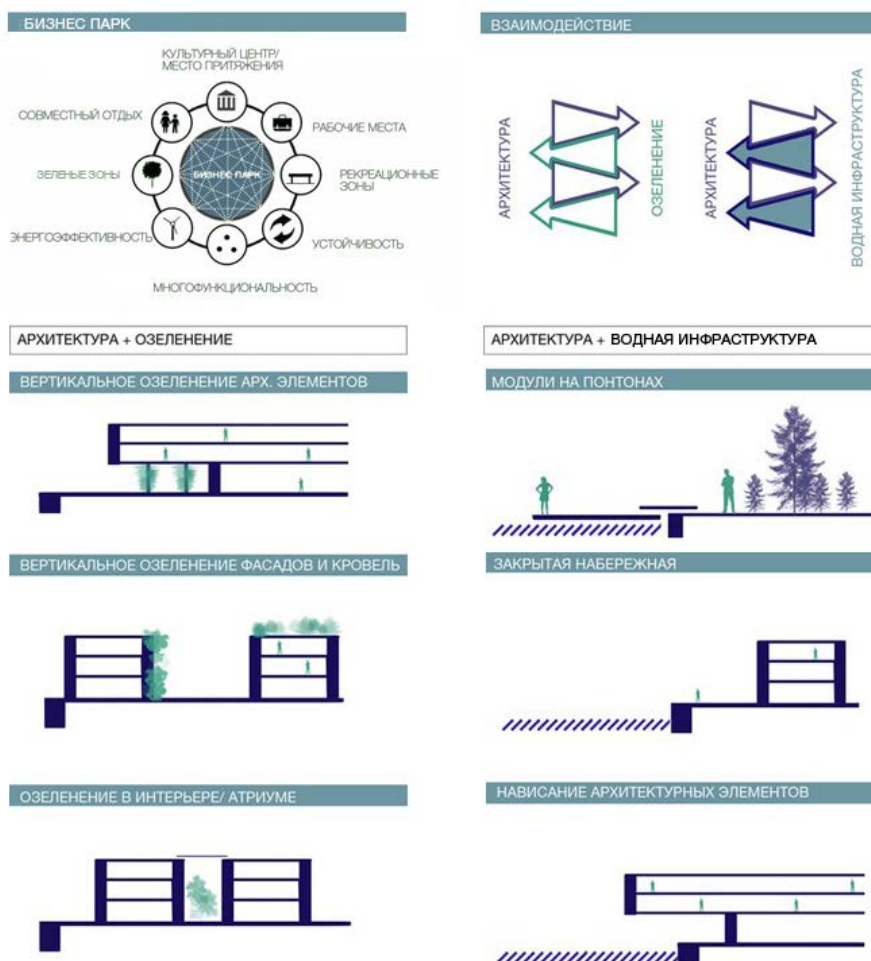 БИЗНЕС ПАРК
КУЛЬТУРНЫЙ ЦЕНТР/
МЕСТО ПРИТЯЖЕНИЯ
СОВМЕСТНЫЙ ОТДЫХ
РАБОЧИЕ МЕСТА
ЗЕЛЕНЫЕ ЗОНЫ
БИЗНЕС ПАРК
РЕКРЕАЦИОННЫЕ
ЗОНЫ
ЭНЕРГОЭФФЕКТИВНОСТЬ
УСТОЙЧИВОСТЬ
МНОГОФУНКЦИОНАЛЬНОСТЬ
ВЗАИМОДЕЙСТВИЕ
АРХИТЕКТУРА
ОЗЕЛЕНЕНИЕ
АРХИТЕКТУРА
ВОДНАЯ ИНФРАСТРУКТУРА
АРХИТЕКТУРА + ОЗЕЛЕНЕНИЕ
ВЕРТИКАЛЬНОЕ ОЗЕЛЕНЕНИЕ АРХ. ЭЛЕМЕНТОВ
ВЕРТИКАЛЬНОЕ ОЗЕЛЕНЕНИЕ ФАСАДОВ И КРОВЕЛЬ
ОЗЕЛЕНЕНИЕ В ИНТЕРЬЕРЕ/ АТРИУМЕ
АРХИТЕКТУРА + ВОДНАЯ ИНФРАСТРУКТУРА
МОДУЛИ НА ПОНТОНАХ
ЗАКРЫТАЯ НАБЕРЕЖНАЯ
НАВИСАНИЕ АРХИТЕКТУРНЫХ ЭЛЕМЕНТОВ